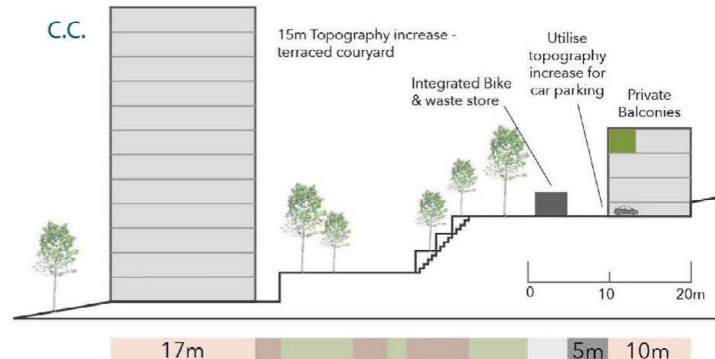 C.C.
15m Topography increase -
terraced couryard
Integrated Bike
& waste store
Utilise
topography
increase for
car parking
Private
Balconies
0 10 20m
17m 5m 10m